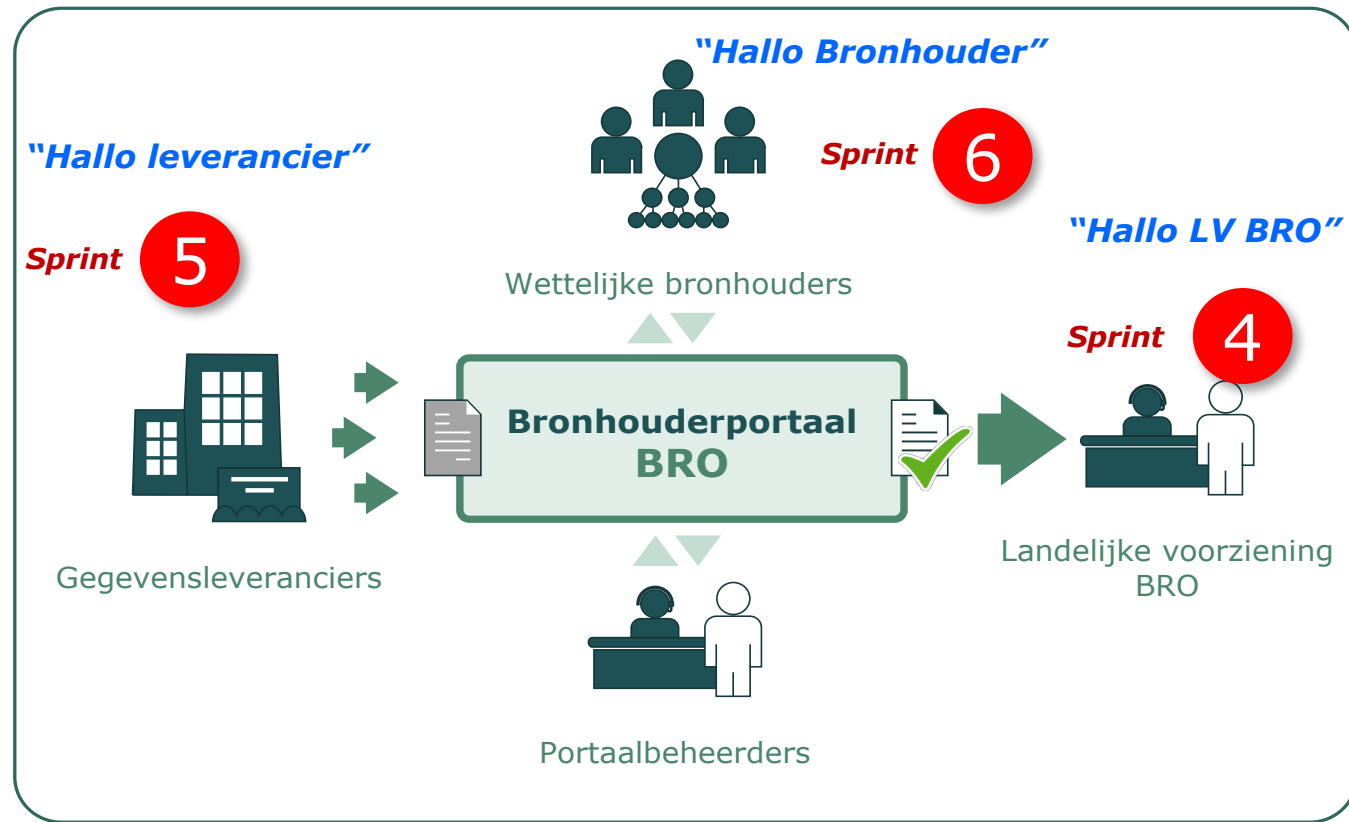 “Hallo Bronhouder”
“Hallo leverancier”
Sprint 6
Sprint 5
“Hallo LV BRO”
Wettelijke bronhouders
Sprint 4
Bronhouderportaal
BRO
Gegevensleveranciers
Landelijke voorziening
BRO
Portaalbeheerders